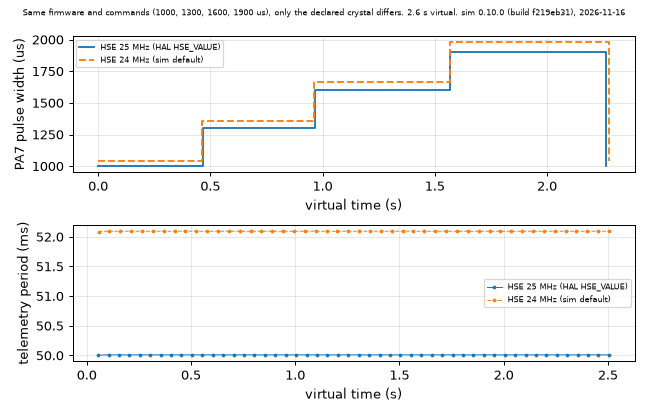 Same firmware and commands (1000, 1300, 1600, 1900 us), only the declared crystal differs. 2.6 s virtual. sim 0.10.0 (build f219eb31), 2026-11-16
PA7 pulse width (us)
2000
1750
1500
1250
1000
HSE 25 MHz (HAL HSE_VALUE)
HSE 24 MHz (sim default)
0.0 0.5 1.0 1.5 2.0
virtual time (s)
telemetry period (ms)
52.0
51.5
51.0
50.5
50.0
HSE 25 MHz (HAL HSE_VALUE)
HSE 24 MHz (sim default)
0.0 0.5 1.0 1.5 2.0 2.5
virtual time (s)